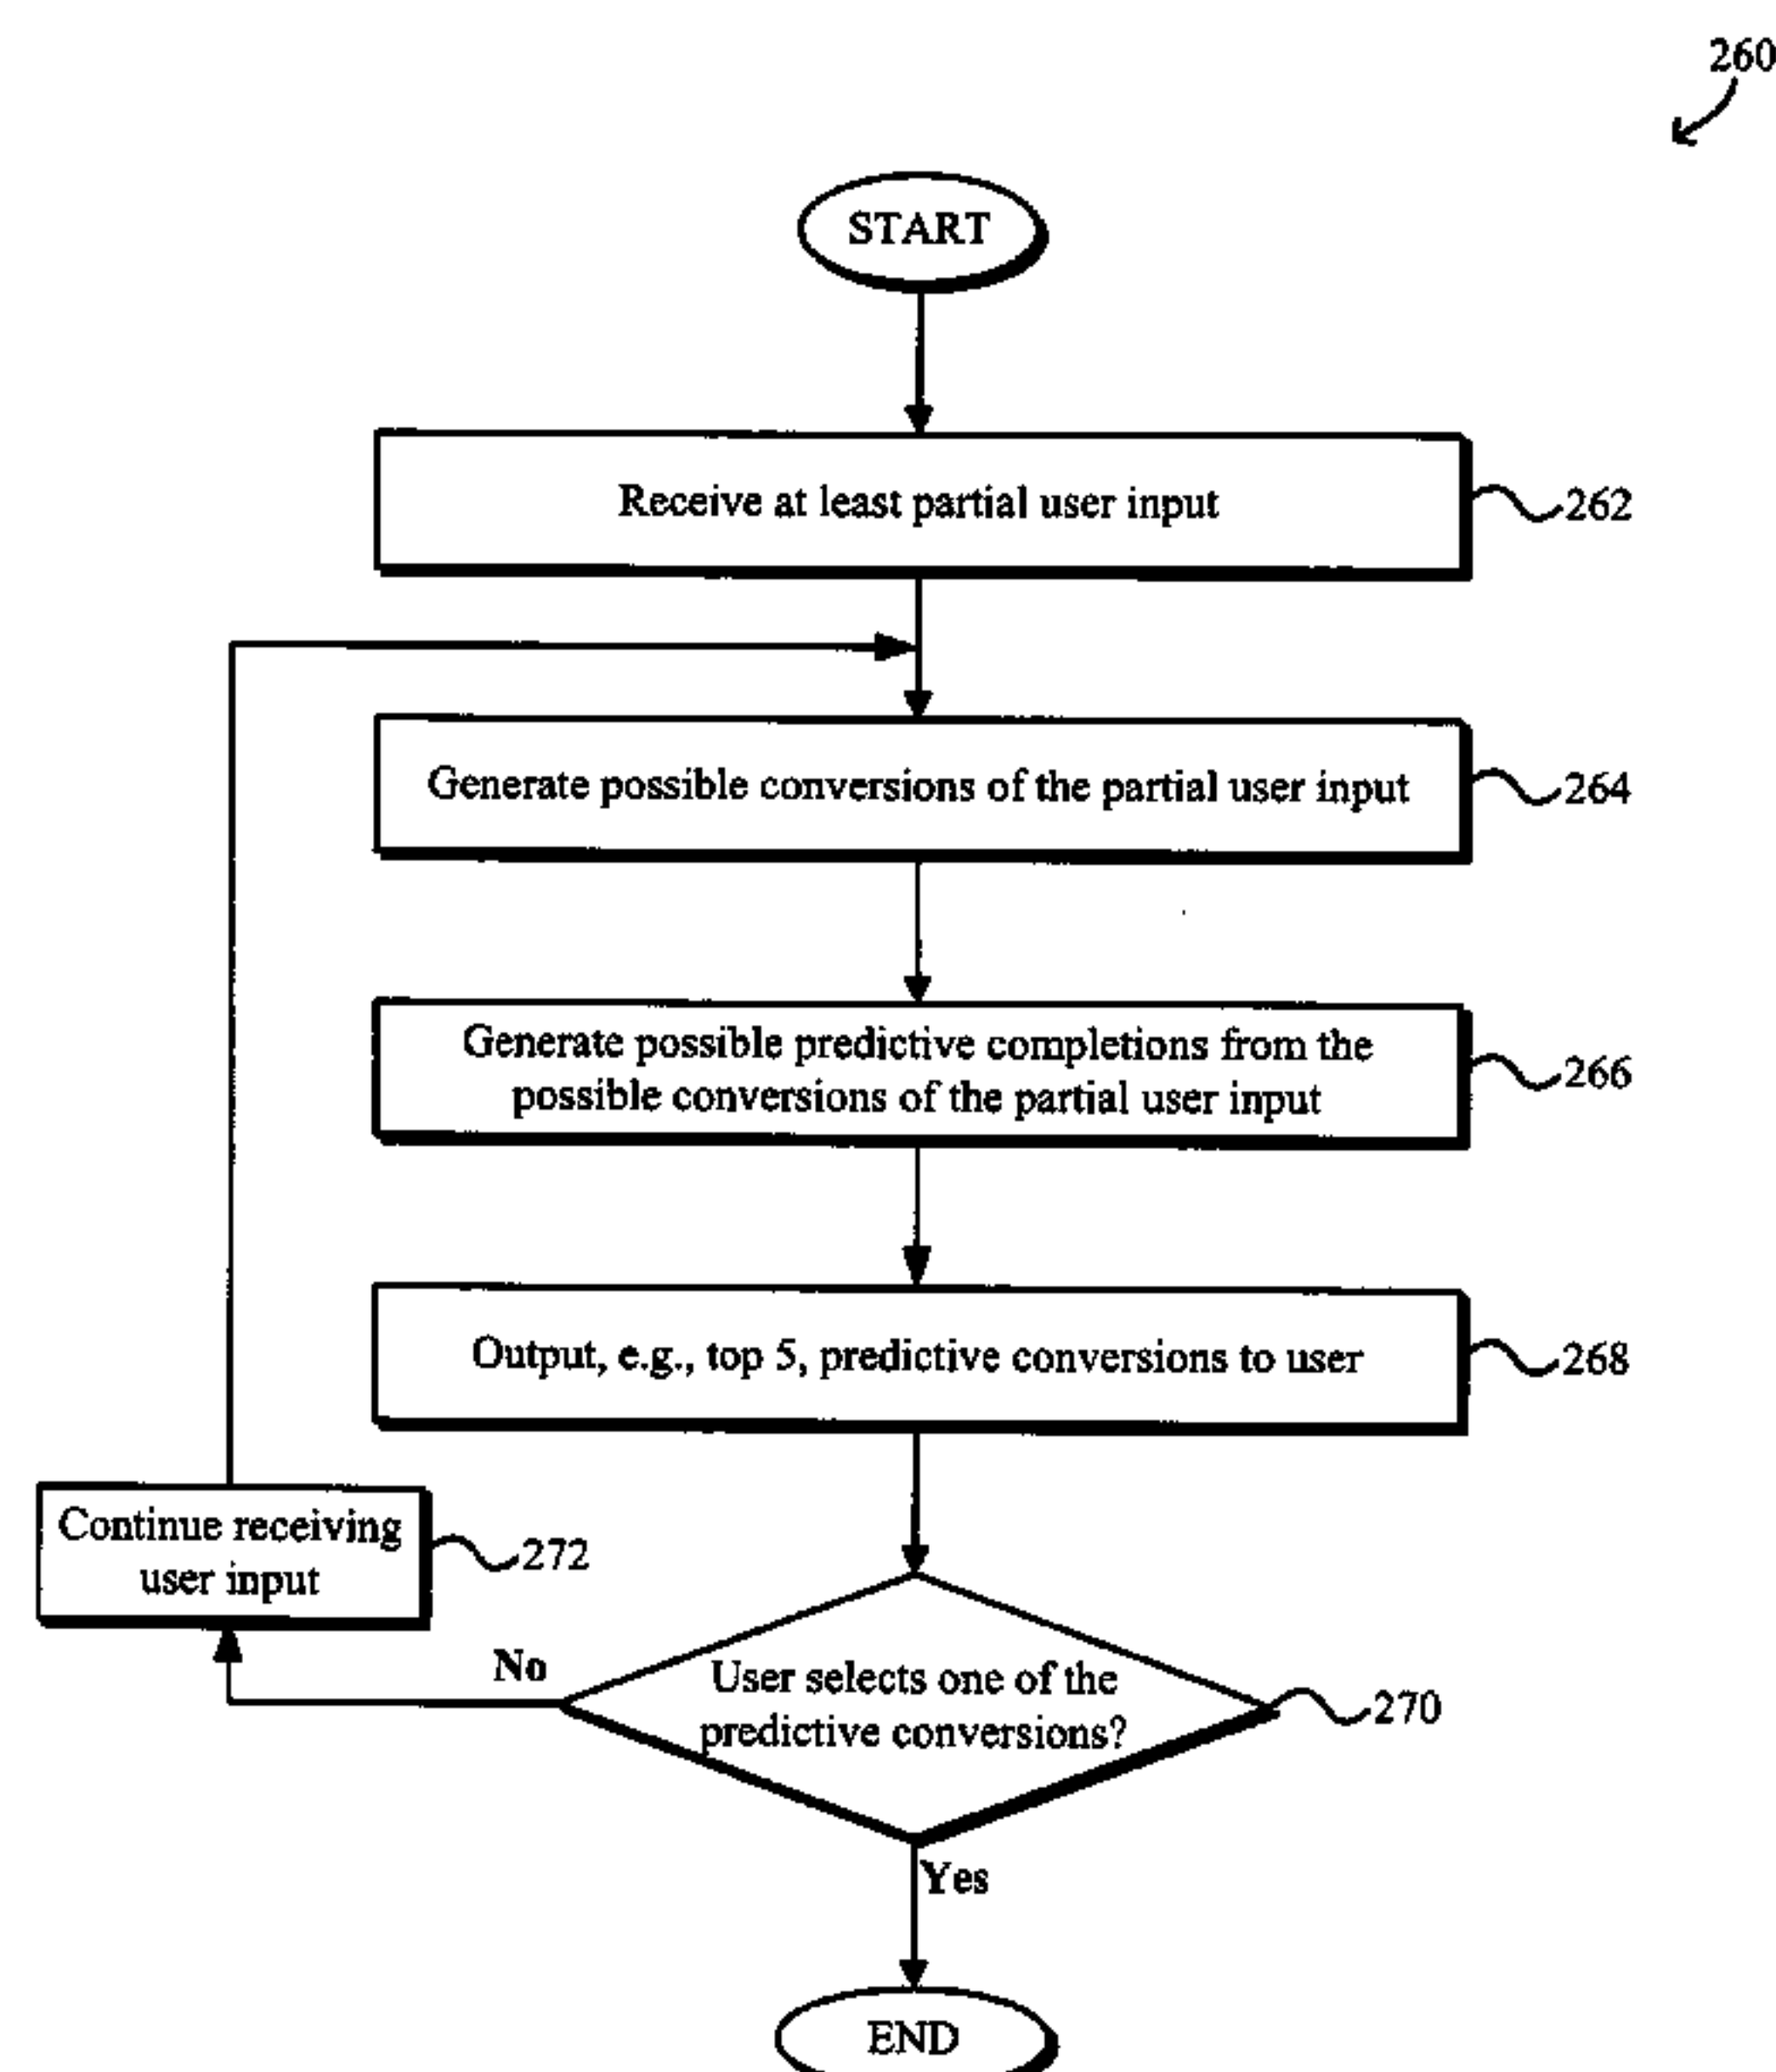 260
START
Receive at least partial user input
262
Generate possible conversions of the partial user input
264
Generate possible predictive completions from the
possible conversions of the partial user input
266
Output, e.g., top 5, predictive conversions to user
268
Continue receiving
user input
272
No
User selects one of the
predictive conversions?
270
Yes
END